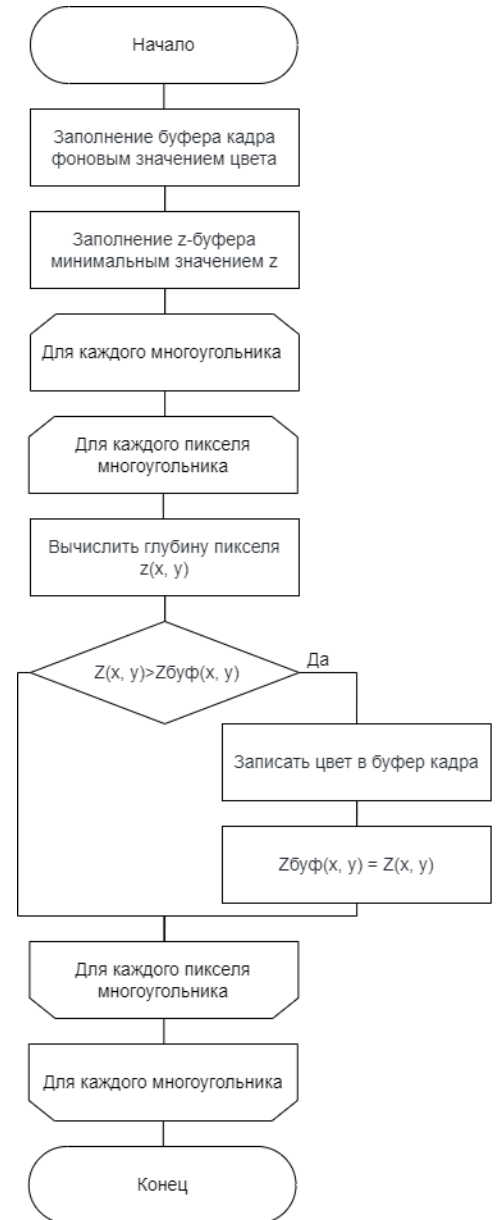 Начало
Заполнение буфера кадра
фоновым значением цвета
Заполнение z-буфера
минимальным значением z
Для каждого многоугольника
Для каждого пикселя
многоугольника
Вычислить глубину пикселя
z(x, y)
Z(x, y)>Zбуф(x, y)
Да
Записать цвет в буфер кадра
Zбуф(x, y) = Z(x, y)
Для каждого пикселя
многоугольника
Для каждого многоугольника
Конец